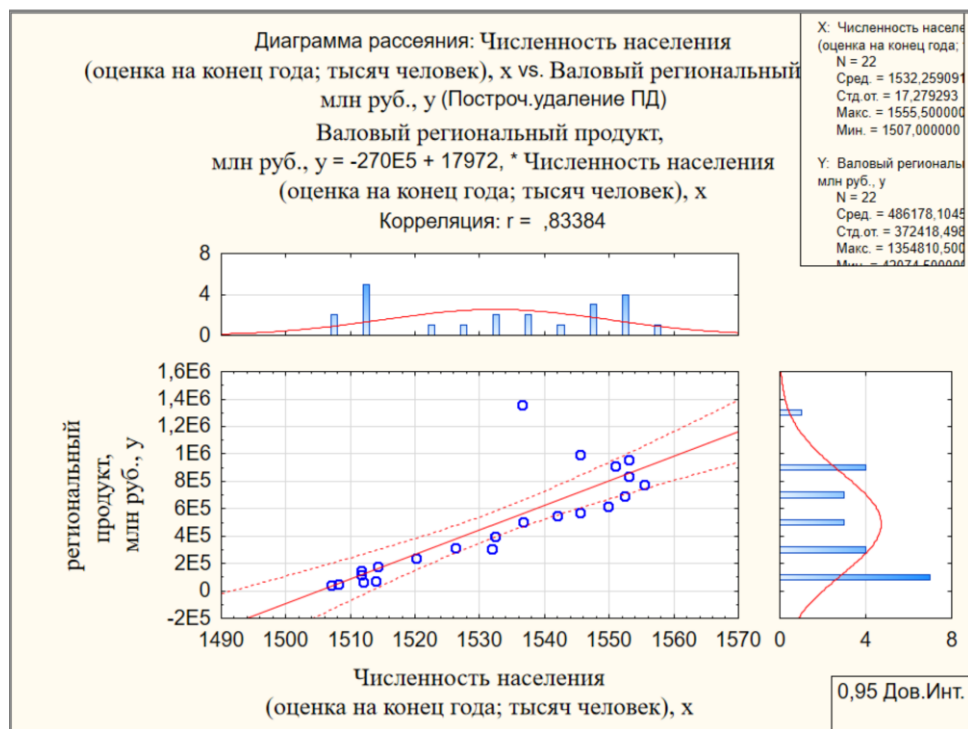 Диаграмма рассеяния: Численность населения
(оценка на конец года; тысяч человек), x vs. Валовый региональный
млн руб., y (Построч.удаление ПД)
Валовый региональный продукт,
млн руб., y = -270E5 + 17972, * Численность населения
(оценка на конец года; тысяч человек), x
Корреляция: r = ,83384
X: Численность населе
(оценка на конец года;
N = 22
Сред. = 1532,259091
Стд.от. = 17,279293
Макс. = 1555,500000
Мин. = 1507,000000
Y: Валовый региональ
млн руб., y
N = 22
Сред. = 486178,1045
Стд.от. = 372418,498
Макс. = 1354810,500
Мин. = 42074,500000
8
4
0
1,6E6
1,4E6
1,2E6
1E6
8E5
6E5
4E5
2E5
0
-2E5
региональный
продукт,
млн руб., y
1490 1500 1510 1520 1530 1540 1550 1560 1570
0 4 8
Численность населения
(оценка на конец года; тысяч человек), x
0,95 Дов.Инт.